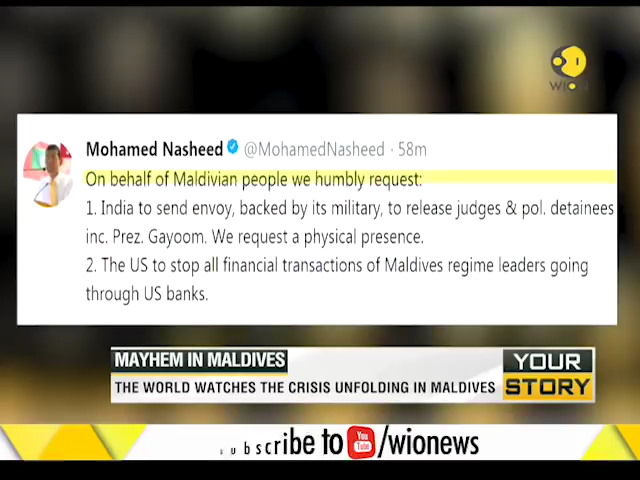 WION
Mohamed Nasheed @MohamedNasheed · 58m
On behalf of Maldivian people we humbly request:
1. India to send envoy, backed by its military, to release judges & pol. detainees
inc. Prez. Gayoom. We request a physical presence.
2. The US to stop all financial transactions of Maldives regime leaders going
through US banks.
MAYHEM IN MALDIVES
THE WORLD WATCHES THE CRISIS UNFOLDING IN MALDIVES
YOUR
STORY
subscribe to You Tube /wionews